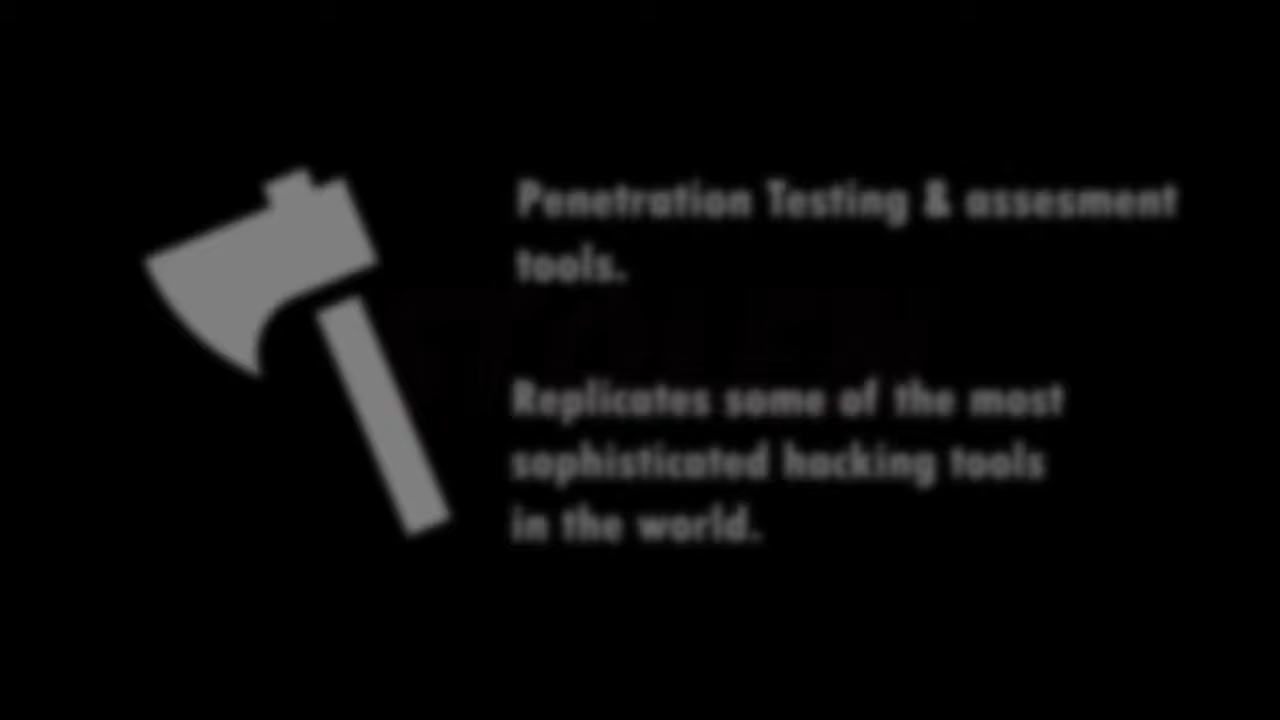 Penetration Testing & assesment
tools.
Replicates some of the most
sophisticated hacking tools
in the world.